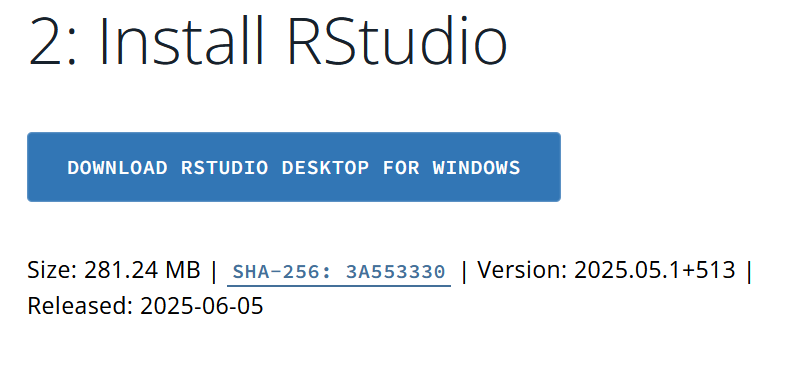 2: Install RStudio
DOWNLOAD RSTUDIO DESKTOP FOR WINDOWS
Size: 281.24 MB | SHA-256: 3A553330 | Version: 2025.05.1+513 |
Released: 2025-06-05